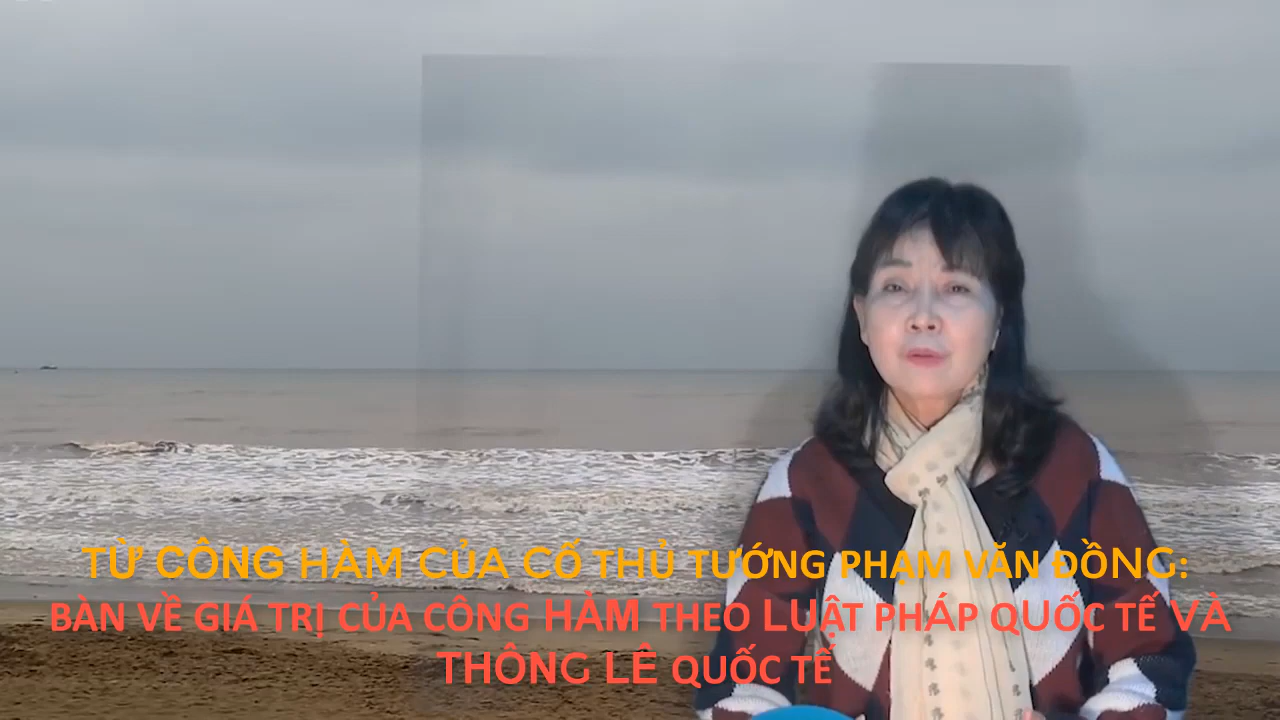 TỪ CÔNG HÀM CỦA CỐ THỦ TƯỚNG PHẠM VĂN ĐỒNG:
BÀN VỀ GIÁ TRỊ CỦA CÔNG HÀM THEO LUẬT PHÁP QUỐC TẾ VÀ
THÔNG LÊ QUỐC TẾ